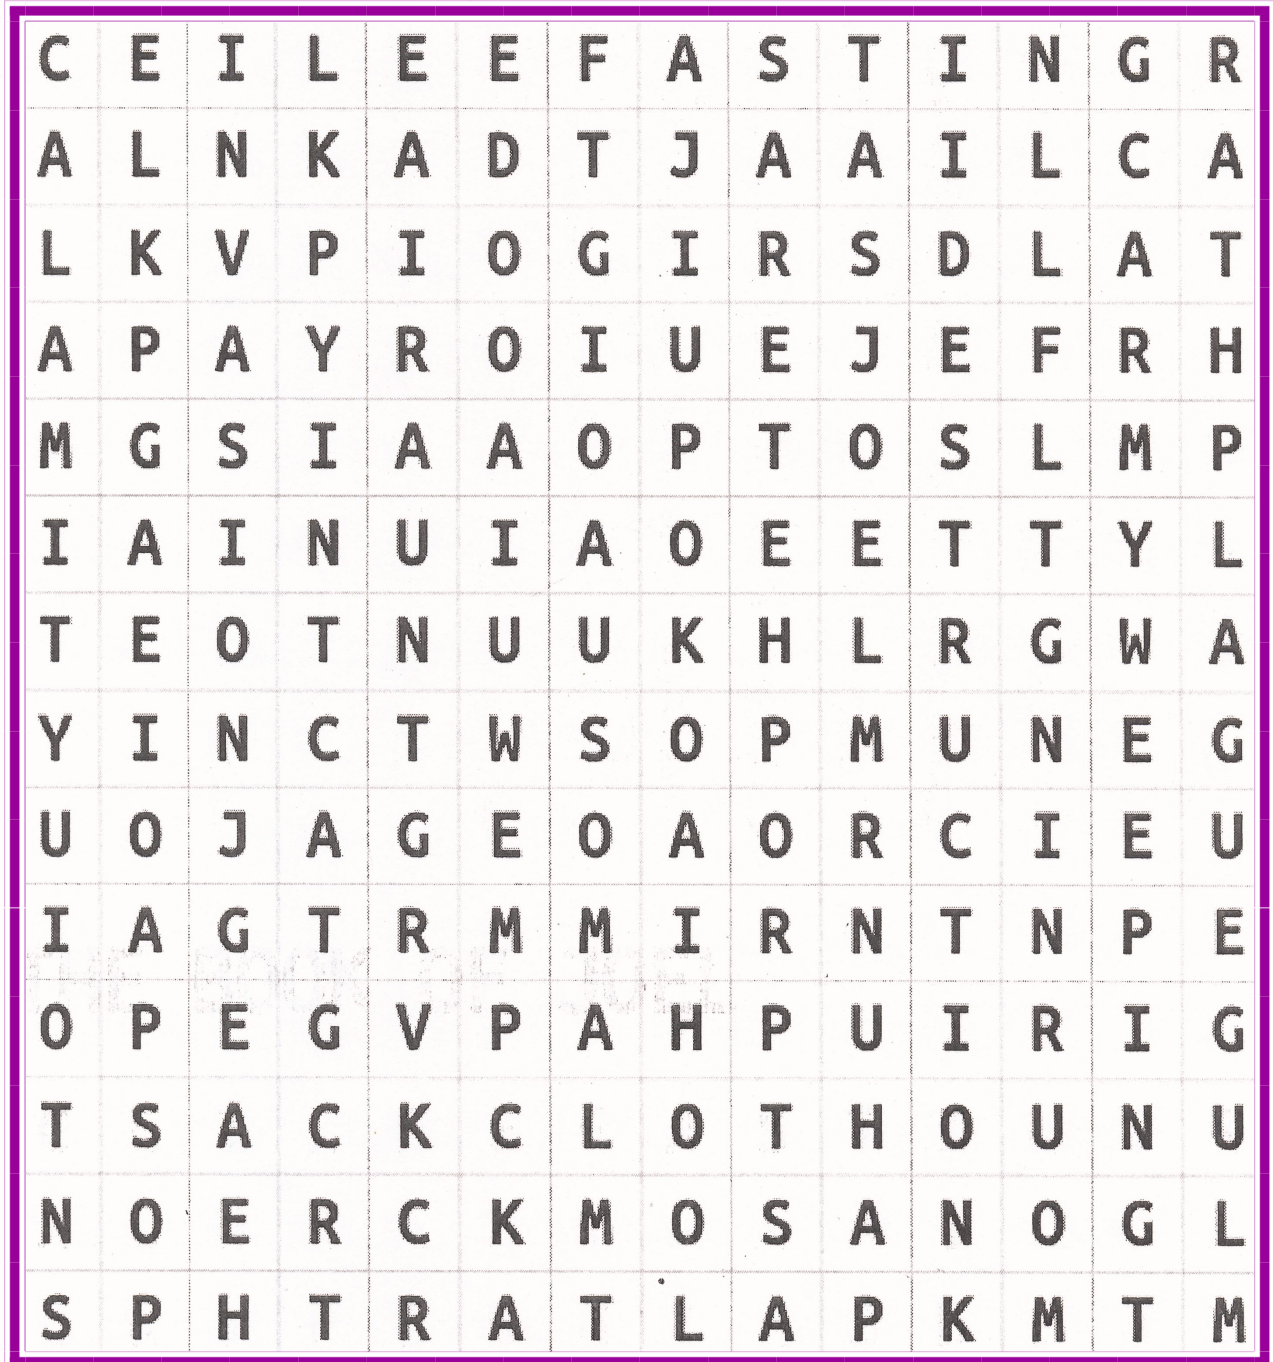 C E I L E E F A S T I N G R
A L N K A D T J A A I L C A
L K V P I O G I R S D L A T
A P A Y R O I U E J E F R H
M G S I A A O P T O S L M P
I A I N U I A O E E T T Y L
T E O T N U U K H L R G W A
Y I N C T W S O P M U N E G
U O J A G E O A O R C I E U
I A G T R M M I R N T N P E
O P E G V P A H P U I R I G
T S A C K C L O T H O U N U
N O E R C K M O S A N O G L
S P H T R A T L A P K M T M